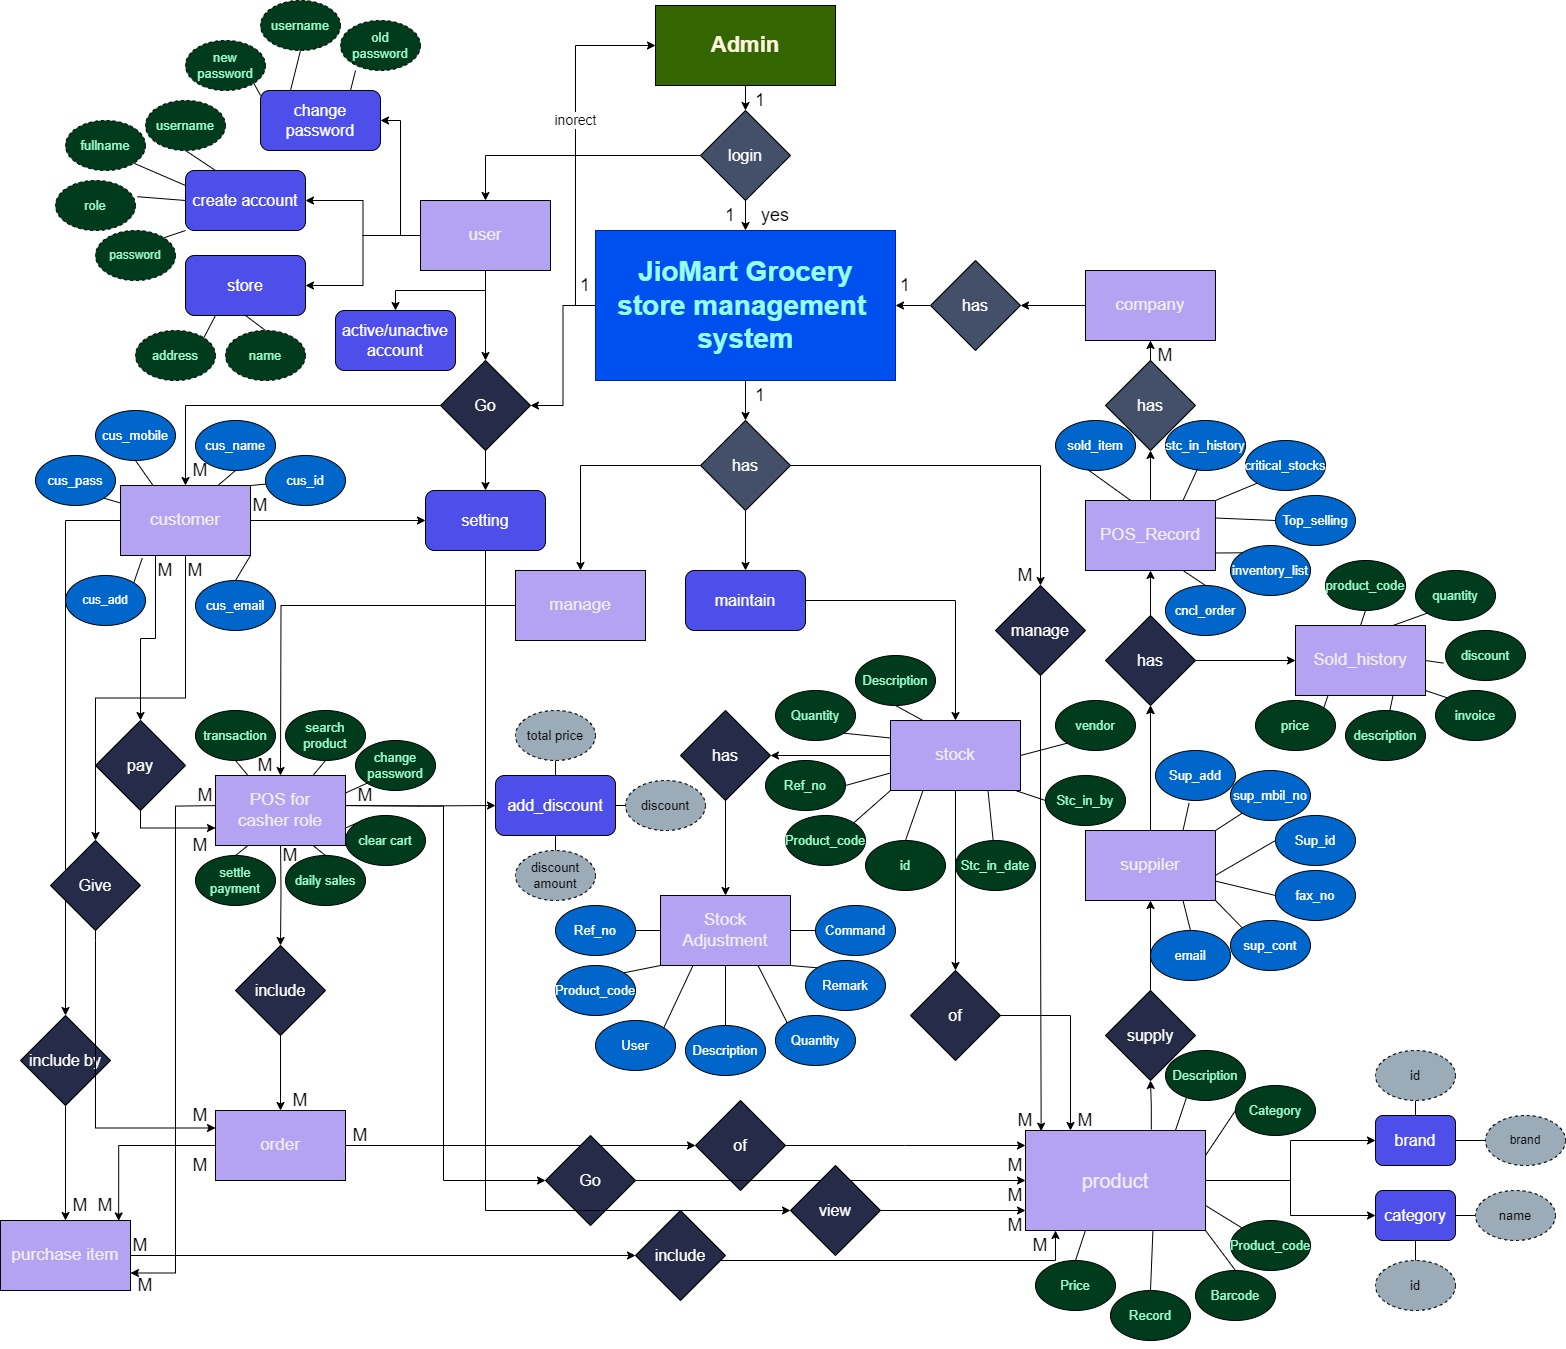 username
old
password
new
password
change
password
Admin
1
inorect
login
username
fullname
create account
role
password
user
1 yes
JioMart Grocery
store management
system
1
1
has
company
store
active/unactive
account
address
name
M
1
has
Go
cus_mobile
cus_name
cus_pass
cus_id
M
customer
M
setting
has
sold_item
stc_in_history
critical_stocks
POS_Record
Top_selling
inventory_list
cncl_order
M
M
cus_add
cus_email
manage
maintain
M
manage
has
product_code
quantity
Sold_history
discount
invoice
price
description
Description
Quantity
vendor
stock
Ref_no
Stc_in_by
Product_code
id
Stc_in_date
has
pay
transaction
search
product
change
password
M
M
M
POS for
casher role
clear cart
M
M
settle
payment
daily sales
total price
add_discount
discount
discount
amount
Sup_add
sup_mbil_no
Sup_id
suppiler
fax_no
sup_cont
email
Give
Stock
Adjustment
Ref_no
Command
Product_code
Remark
User
Description
Quantity
include
of
supply
include by
M
M
order
M
M
of
Go
view
M
M
Description
Category
product
M
M
M
M
id
brand
brand
category
name
id
Product_code
Price
Record
Barcode
M
M
purchase item
M
M
include